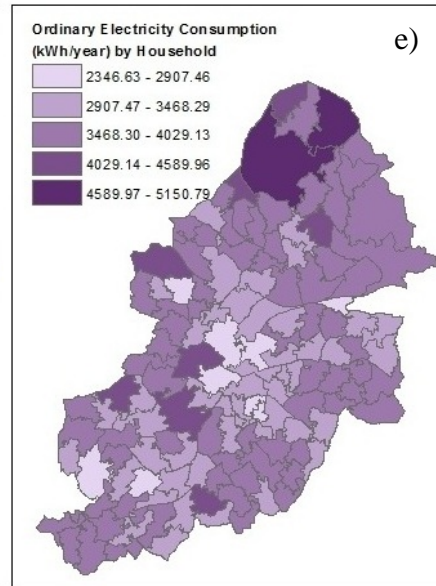 Ordinary Electricity Consumption
(kWh/year) by Household
e)
2346.63 - 2907.46
2907.47 - 3468.29
3468.30 - 4029.13
4029.14 - 4589.96
4589.97 - 5150.79